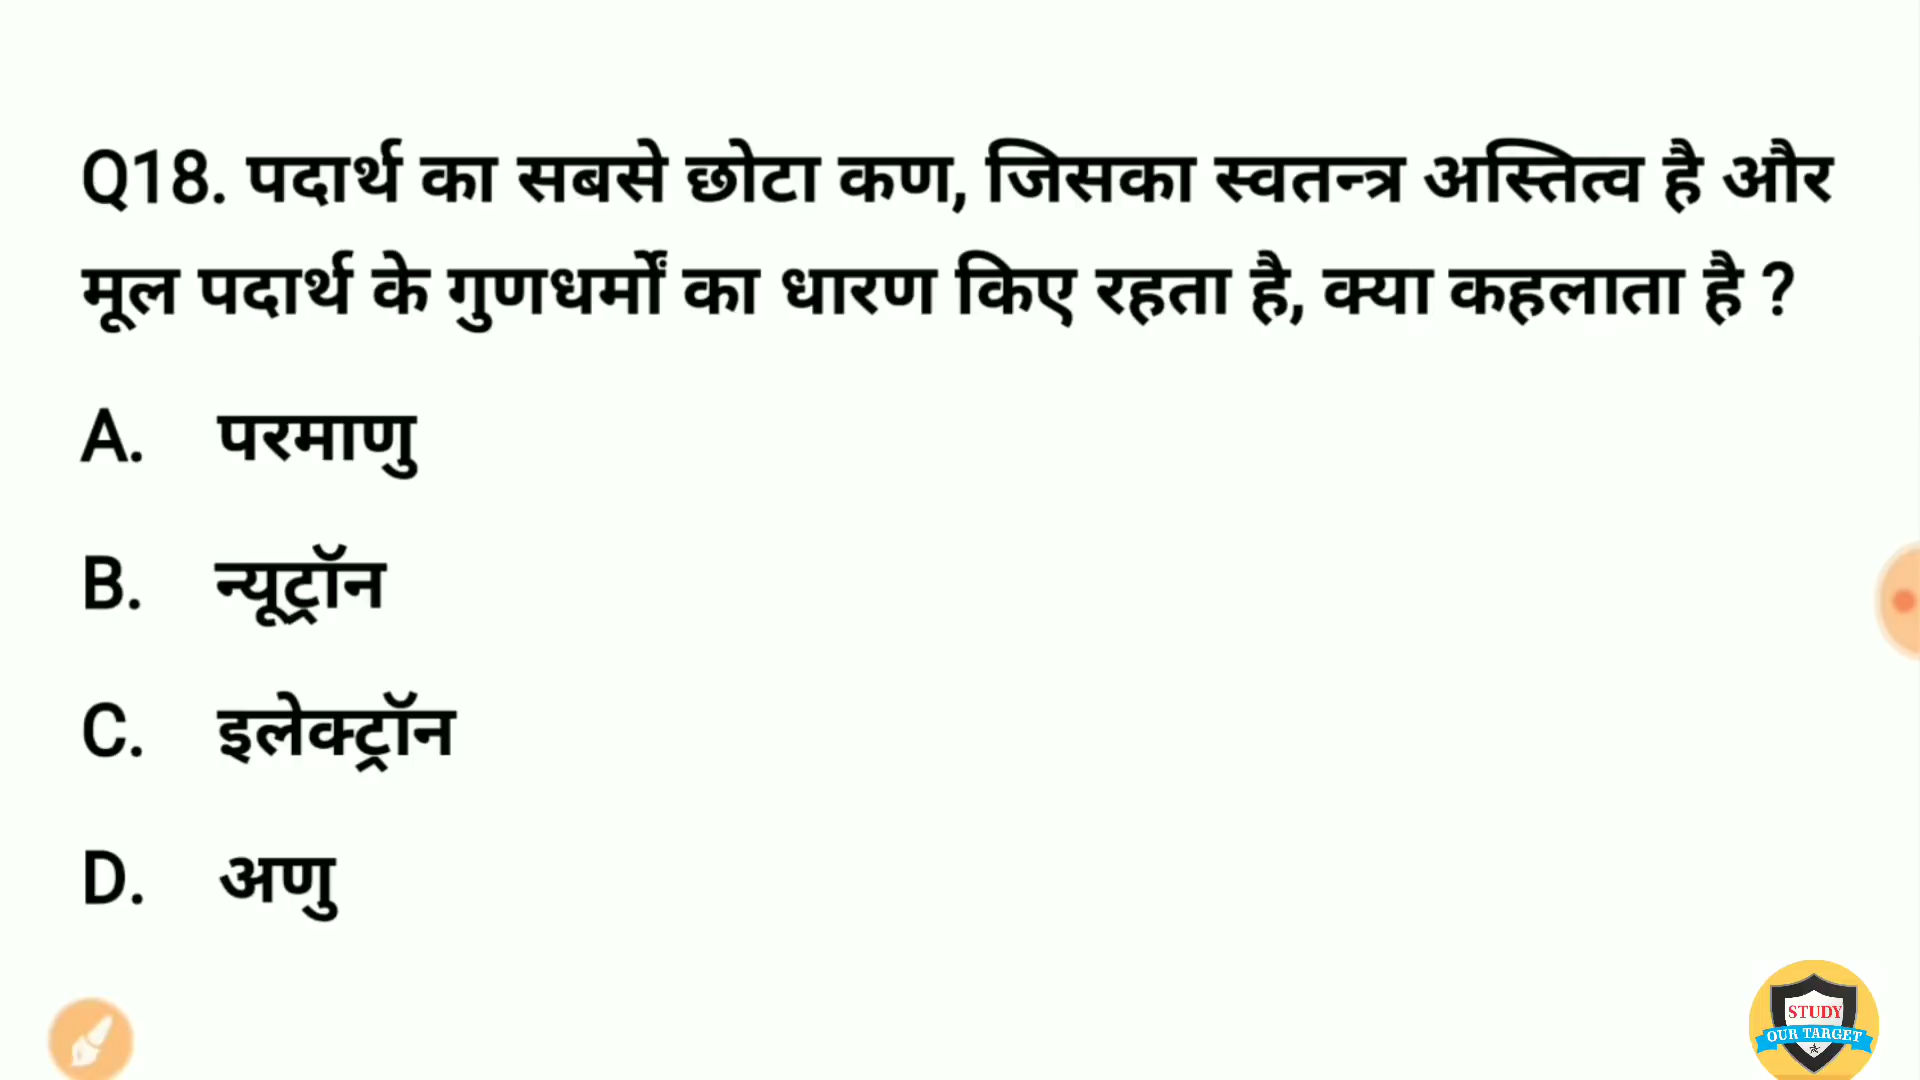 Q18. पदार्थ का सबसे छोटा कण, जिसका स्वतन्त्र अस्तित्व है और
मूल पदार्थ के गुणधर्मों का धारण किए रहता है, क्या कहलाता है ?
A. परमाणु
B. न्यूट्रॉन
C. इलेक्ट्रॉन
D. अणु
STUDY
OUR TARGET